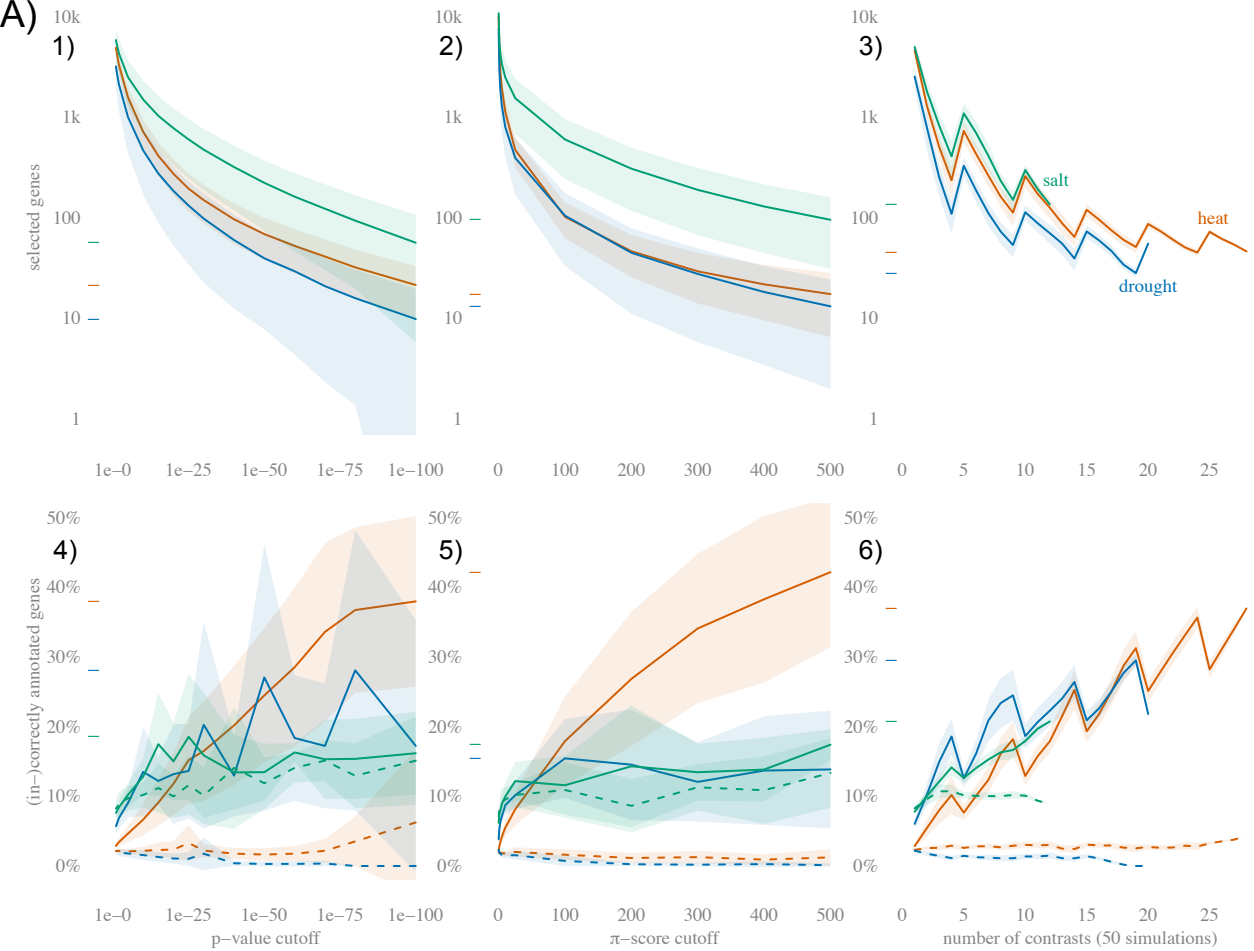 A)
1)
10k
1k
100
10
1
selected genes
1e−0 1e−25 1e−50 1e−75 1e−100
2)
10k
1k
100
10
1
0 100 200 300 400 500
3)
10k
1k
100
10
1
salt
heat
drought
0 5 10 15 20 25
4)
50%
40%
30%
20%
10%
0%
(in−)correctly annotated genes
1e−0 1e−25 1e−50 1e−75 1e−100
p−value cutoff
5)
50%
40%
30%
20%
10%
0%
0 100 200 300 400 500
π−score cutoff
6)
50%
40%
30%
20%
10%
0%
0 5 10 15 20 25
number of contrasts (50 simulations)